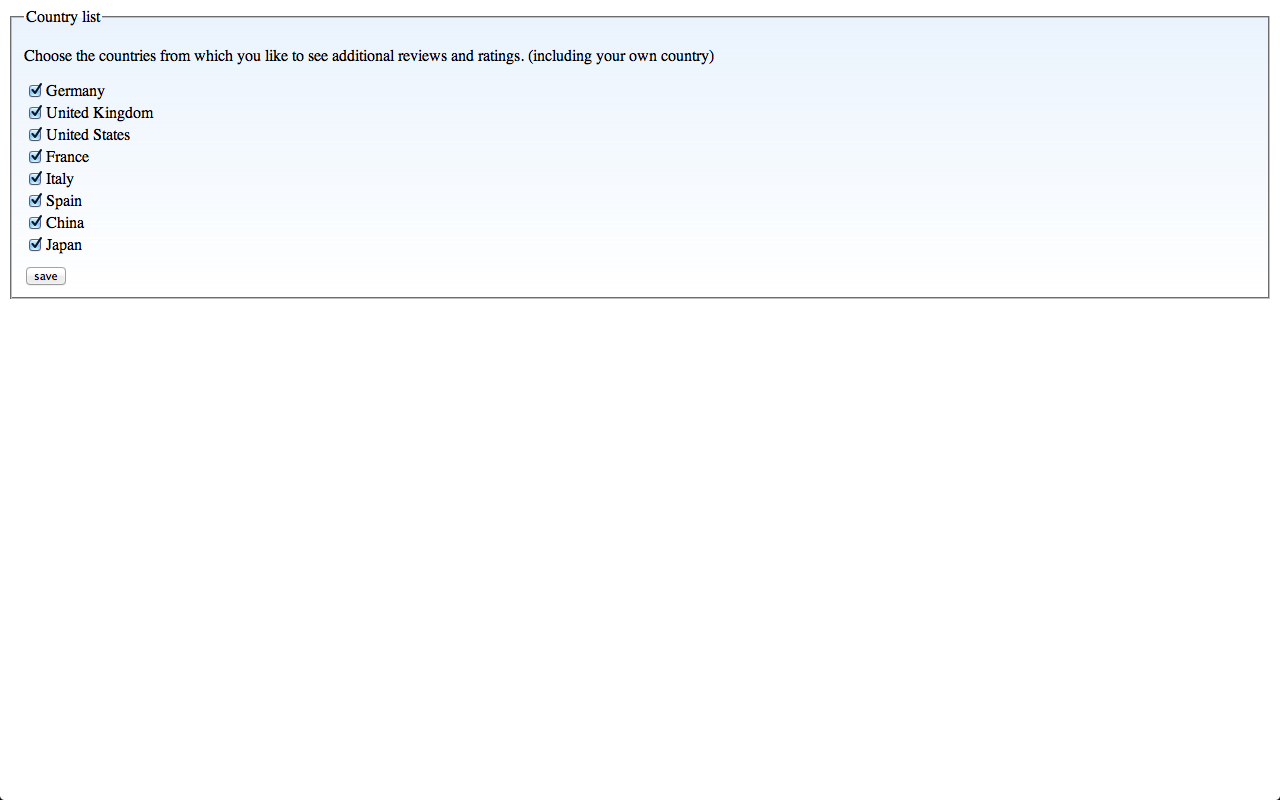 Country list
Choose the countries from which you like to see additional reviews and ratings. (including your own country)
Germany
United Kingdom
United States
France
Italy
Spain
China
Japan
save